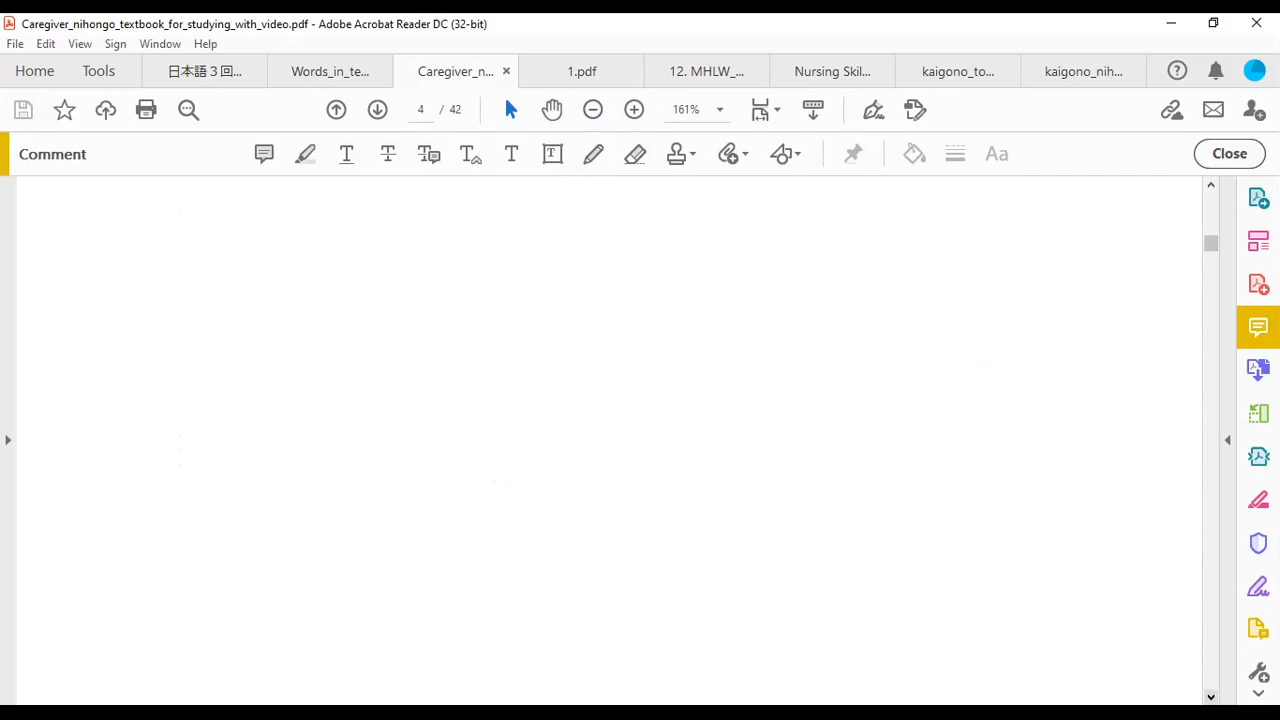 Caregiver_nihongo_textbook_for_studying_with_video.pdf - Adobe Acrobat Reader DC (32-bit)
File Edit View Sign Window Help
Home Tools 日本語３回... Words_in_te... Caregiver_n... 1.pdf 12. MHLW_... Nursing Skil... kaigono_to... kaigono_nih...
4 / 42 161%
Comment Aa Close